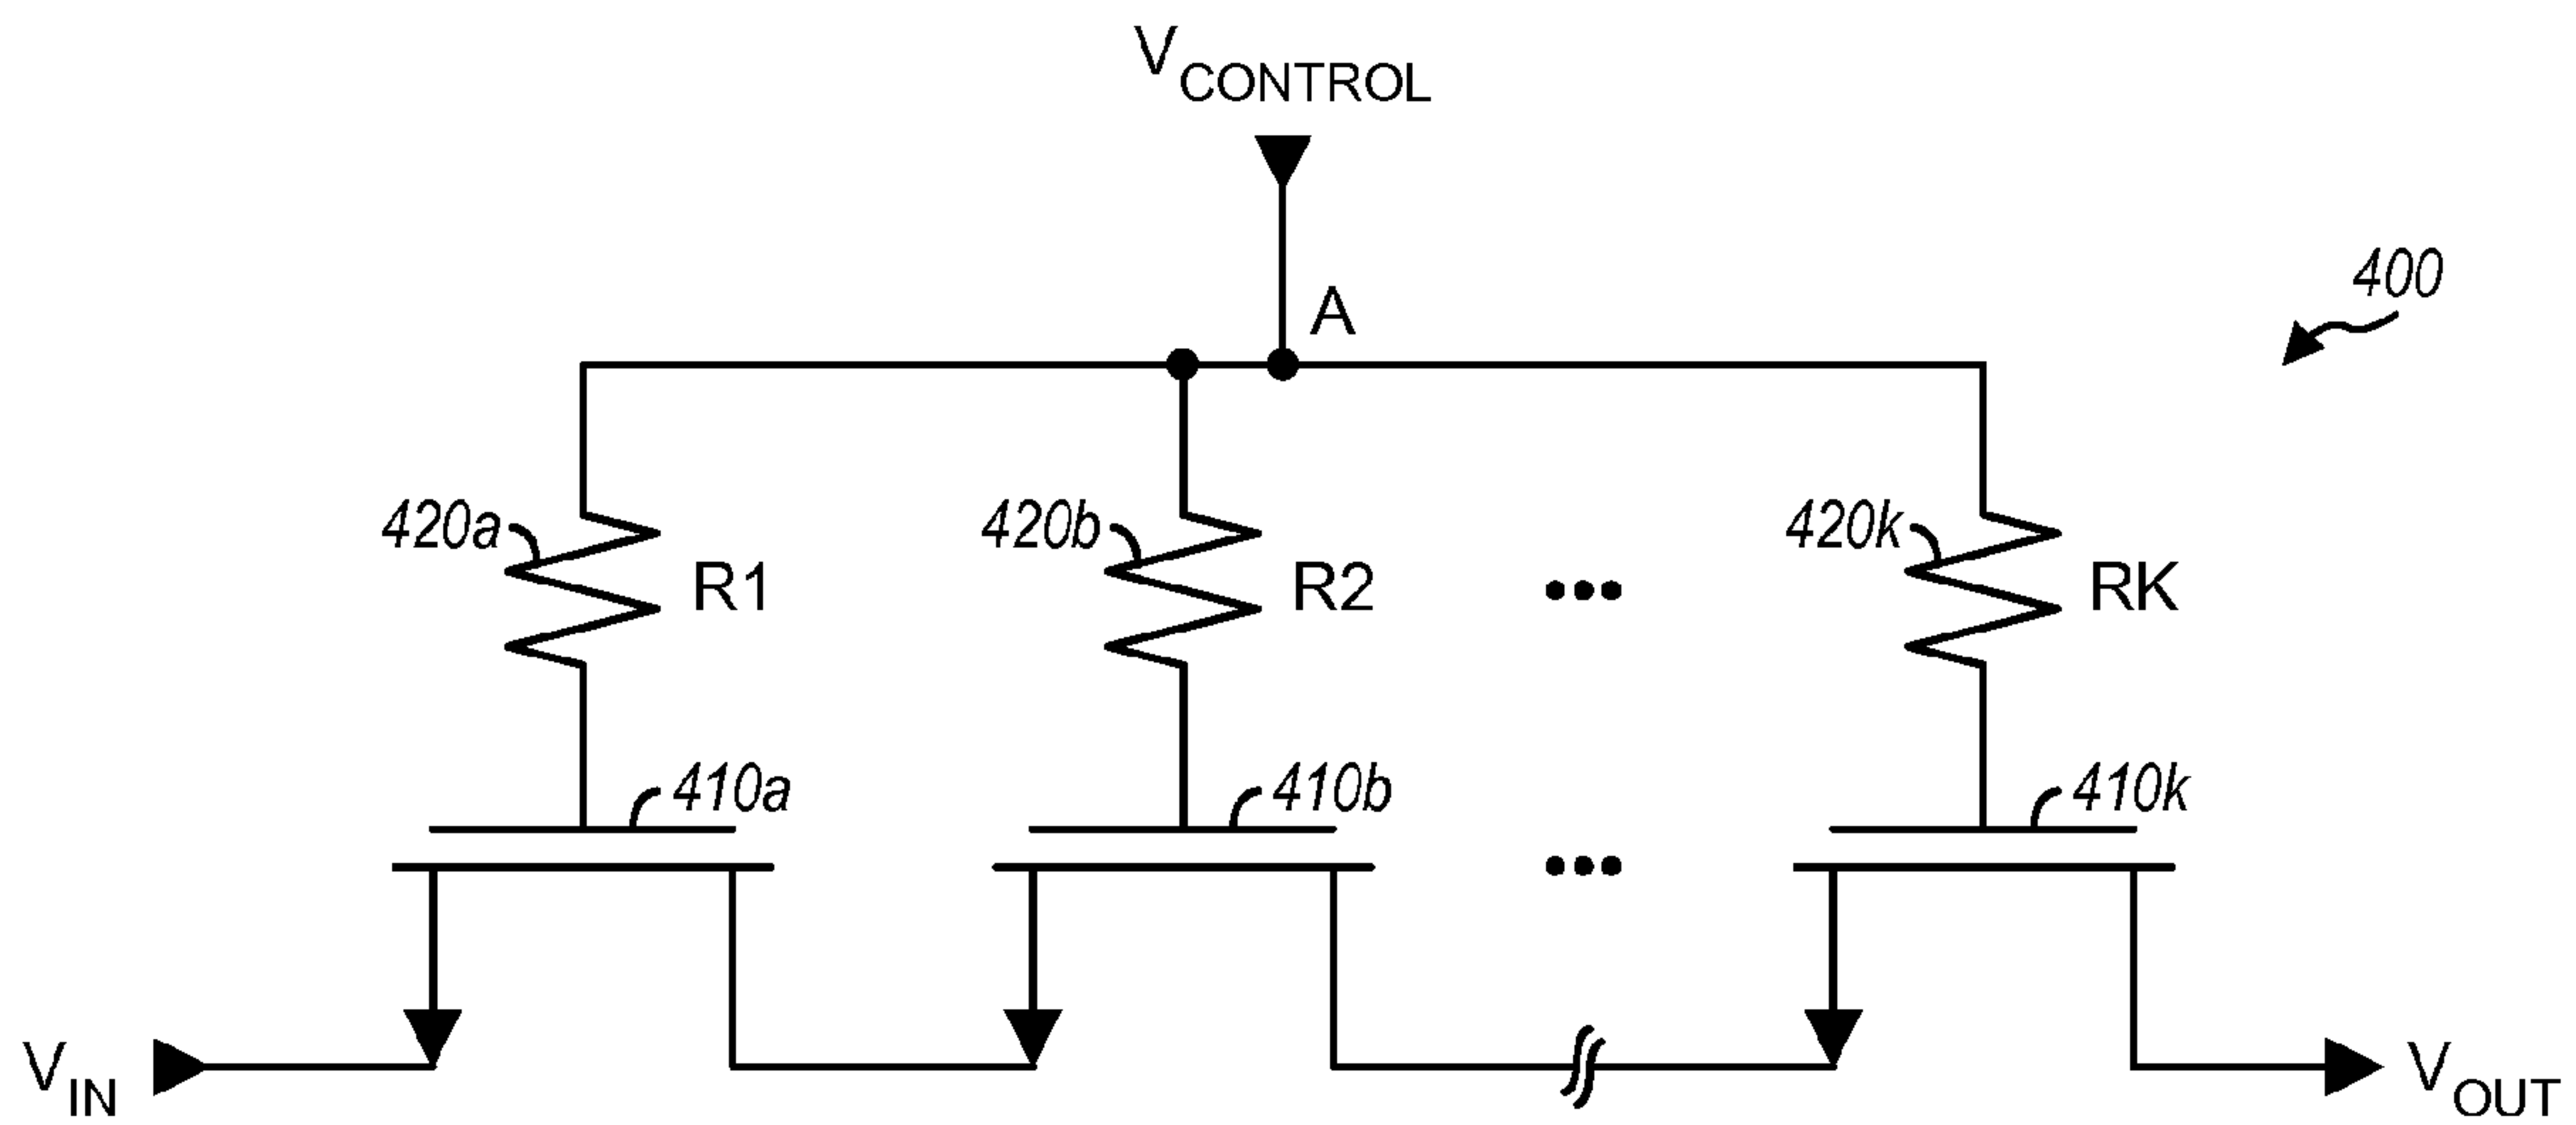 VCONTROL
A
400
420a
R1
420b
R2
...
420k
RK
410a
410b
...
410k
VIN
VOUT